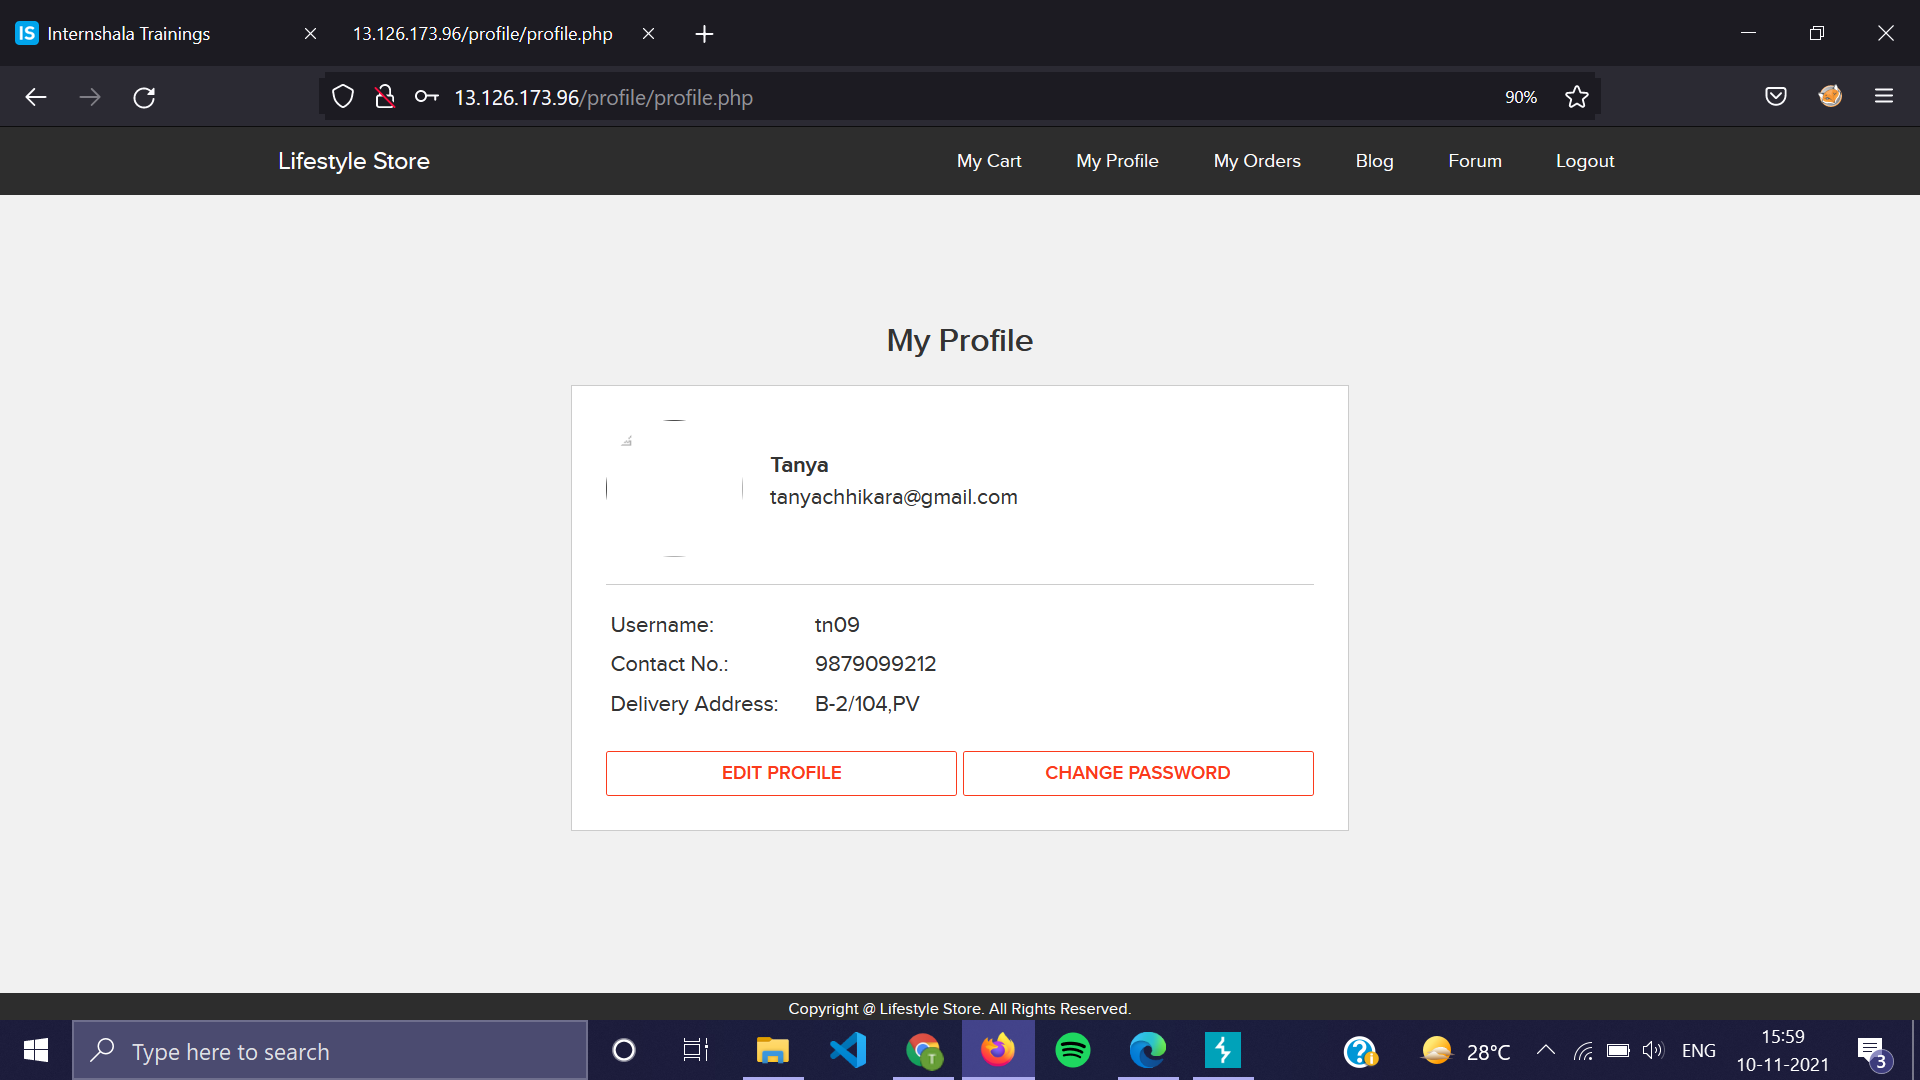 IS Internshala Trainings
13.126.173.96/profile/profile.php
13.126.173.96/profile/profile.php
90%
Lifestyle Store
My Cart
My Profile
My Orders
Blog
Forum
Logout
My Profile
Tanya
tanyachhikara@gmail.com
Username: tn09
Contact No.: 9879099212
Delivery Address: B-2/104,PV
EDIT PROFILE
CHANGE PASSWORD
Copyright @ Lifestyle Store. All Rights Reserved.
Type here to search
T
28°C
ENG
15:59
10-11-2021
3